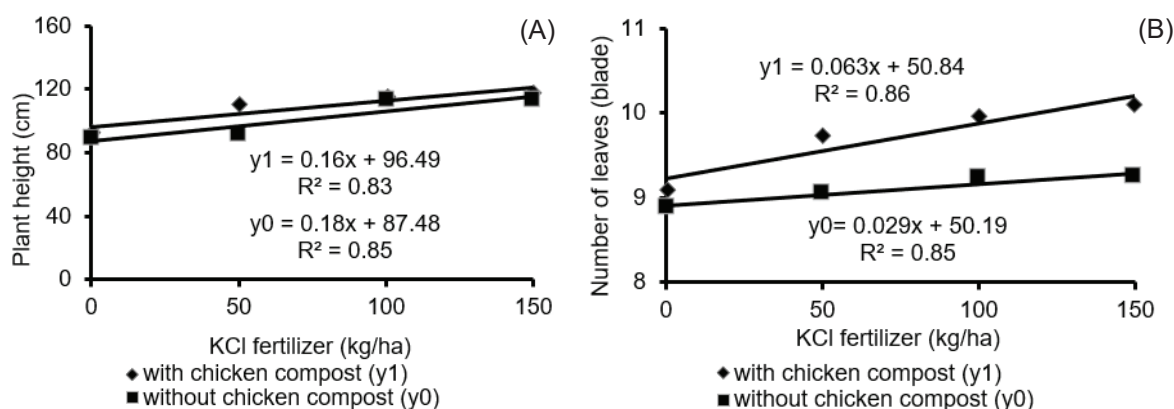 (A)
Plant height (cm)
160
120
80
40
0
y1 = 0.16x + 96.49
R² = 0.83
y0 = 0.18x + 87.48
R² = 0.85
0 50 100 150
KCl fertilizer (kg/ha)
with chicken compost (y1)
without chicken compost (y0)
(B)
Number of leaves (blade)
11
10
9
8
y1 = 0.063x + 50.84
R² = 0.86
y0= 0.029x + 50.19
R² = 0.85
0 50 100 150
KCl fertilizer (kg/ha)
with chicken compost (y1)
without chicken compost (y0)